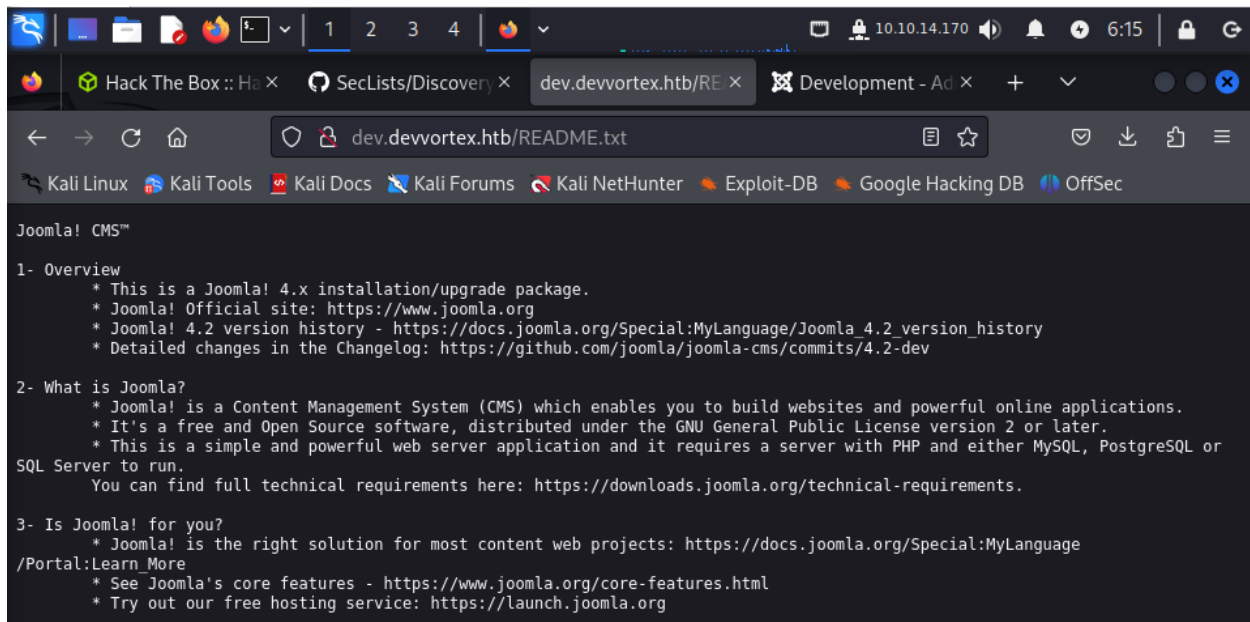 1 2 3 4 10.10.14.170 6:15
Hack The Box :: Ha SecLists/Discovery dev.devvortex.htb/RE Development - Ad
dev.devvortex.htb/README.txt
Kali Linux Kali Tools Kali Docs Kali Forums Kali NetHunter Exploit-DB Google Hacking DB OffSec
Joomla! CMS™
1- Overview
* This is a Joomla! 4.x installation/upgrade package.
* Joomla! Official site: https://www.joomla.org
* Joomla! 4.2 version history - https://docs.joomla.org/Special:MyLanguage/Joomla_4.2_version_history
* Detailed changes in the Changelog: https://github.com/joomla/joomla-cms/commits/4.2-dev
2- What is Joomla?
* Joomla! is a Content Management System (CMS) which enables you to build websites and powerful online applications.
* It's a free and Open Source software, distributed under the GNU General Public License version 2 or later.
* This is a simple and powerful web server application and it requires a server with PHP and either MySQL, PostgreSQL or
SQL Server to run.
You can find full technical requirements here: https://downloads.joomla.org/technical-requirements.
3- Is Joomla! for you?
* Joomla! is the right solution for most content web projects: https://docs.joomla.org/Special:MyLanguage
/Portal:Learn_More
* See Joomla's core features - https://www.joomla.org/core-features.html
* Try out our free hosting service: https://launch.joomla.org